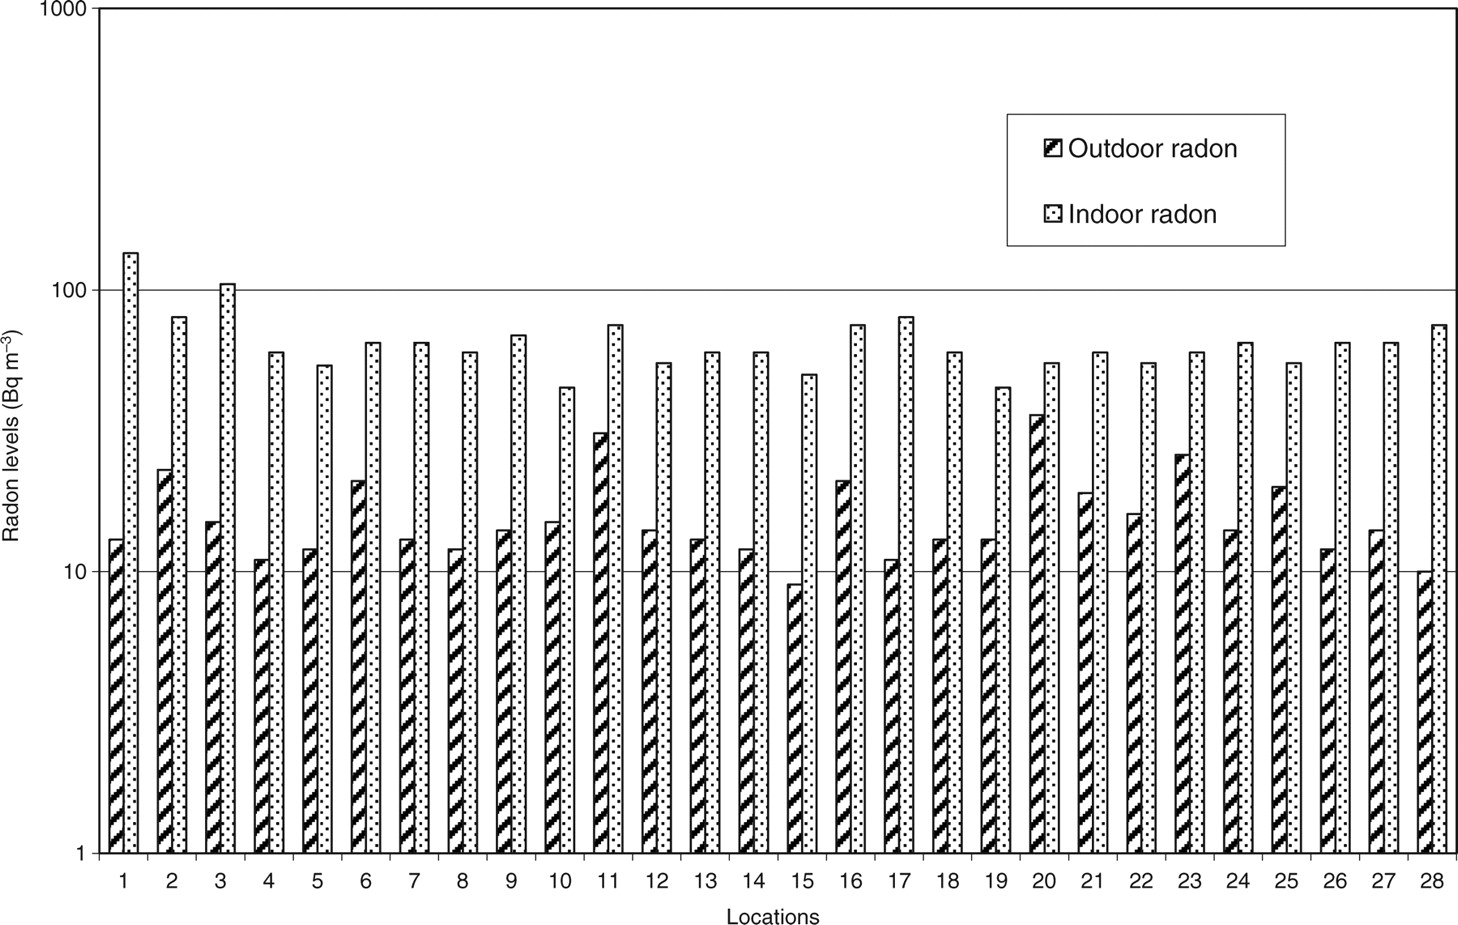 1000
100
10
1
Radon levels (Bq m⁻³)
Outdoor radon
Indoor radon
1 2 3 4 5 6 7 8 9 10 11 12 13 14 15 16 17 18 19 20 21 22 23 24 25 26 27 28
Locations